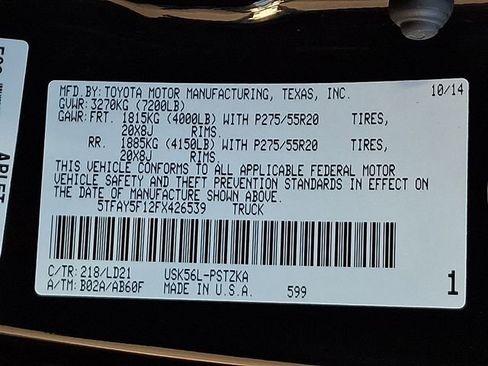 MFD.BY: TOYOTA MOTOR MANUFACTURING, TEXAS, INC. 10/14
GVWR: 3270KG (7200LB)
GAWR: FRT. 1815KG (4000LB) WITH P275/55R20 TIRES,
20X8J RIMS.
RR. 1885KG (4150LB) WITH P275/55R20 TIRES,
20X8J RIMS.
THIS VEHICLE CONFORMS TO ALL APPLICABLE FEDERAL MOTOR
VEHICLE SAFETY AND THEFT PREVENTION STANDARDS IN EFFECT ON
THE DATE OF MANUFACTURE SHOWN ABOVE.
5TFAY5F12FX426539 TRUCK
C/TR: 218/LD21 USK56L-PSTZKA
A/TM: B02A/AB60F MADE IN U.S.A. 599 1